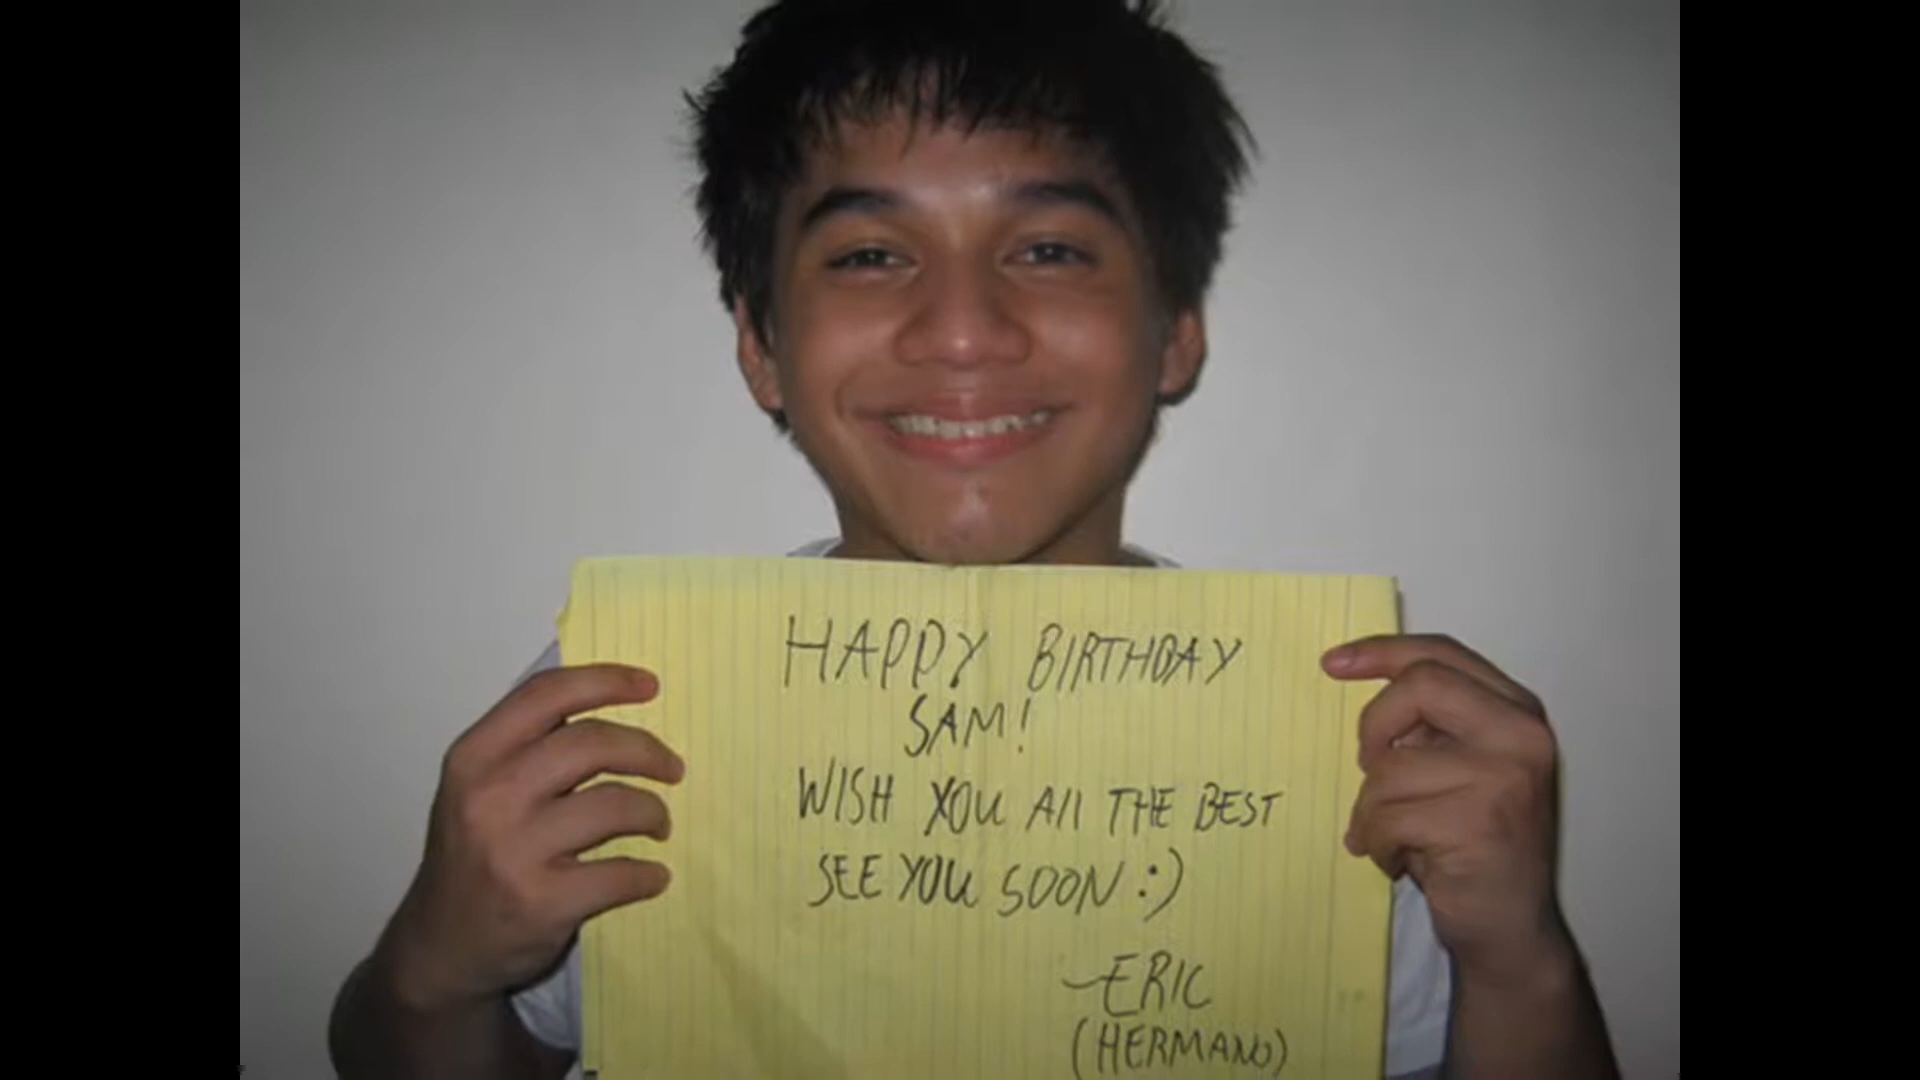 HAPPY BIRTHDAY
SAM!
WISH YOU All THE BEST
SEE YOU SOON :)
-ERIC
(HERMANO)